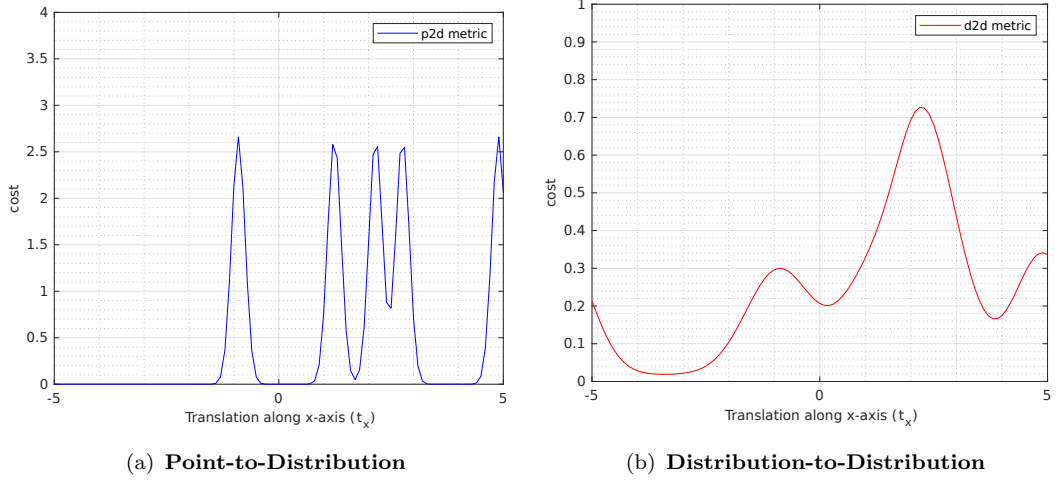 4
3.5
3
2.5
2
1.5
1
0.5
0
cost
p2d metric
-5 0 5
Translation along x-axis (t_x)
(a) Point-to-Distribution
1
0.9
0.8
0.7
0.6
0.5
0.4
0.3
0.2
0.1
0
cost
d2d metric
-5 0 5
Translation along x-axis (t_x)
(b) Distribution-to-Distribution